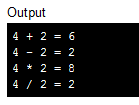 Output
4 + 2 = 6
4 - 2 = 2
4 * 2 = 8
4 / 2 = 2